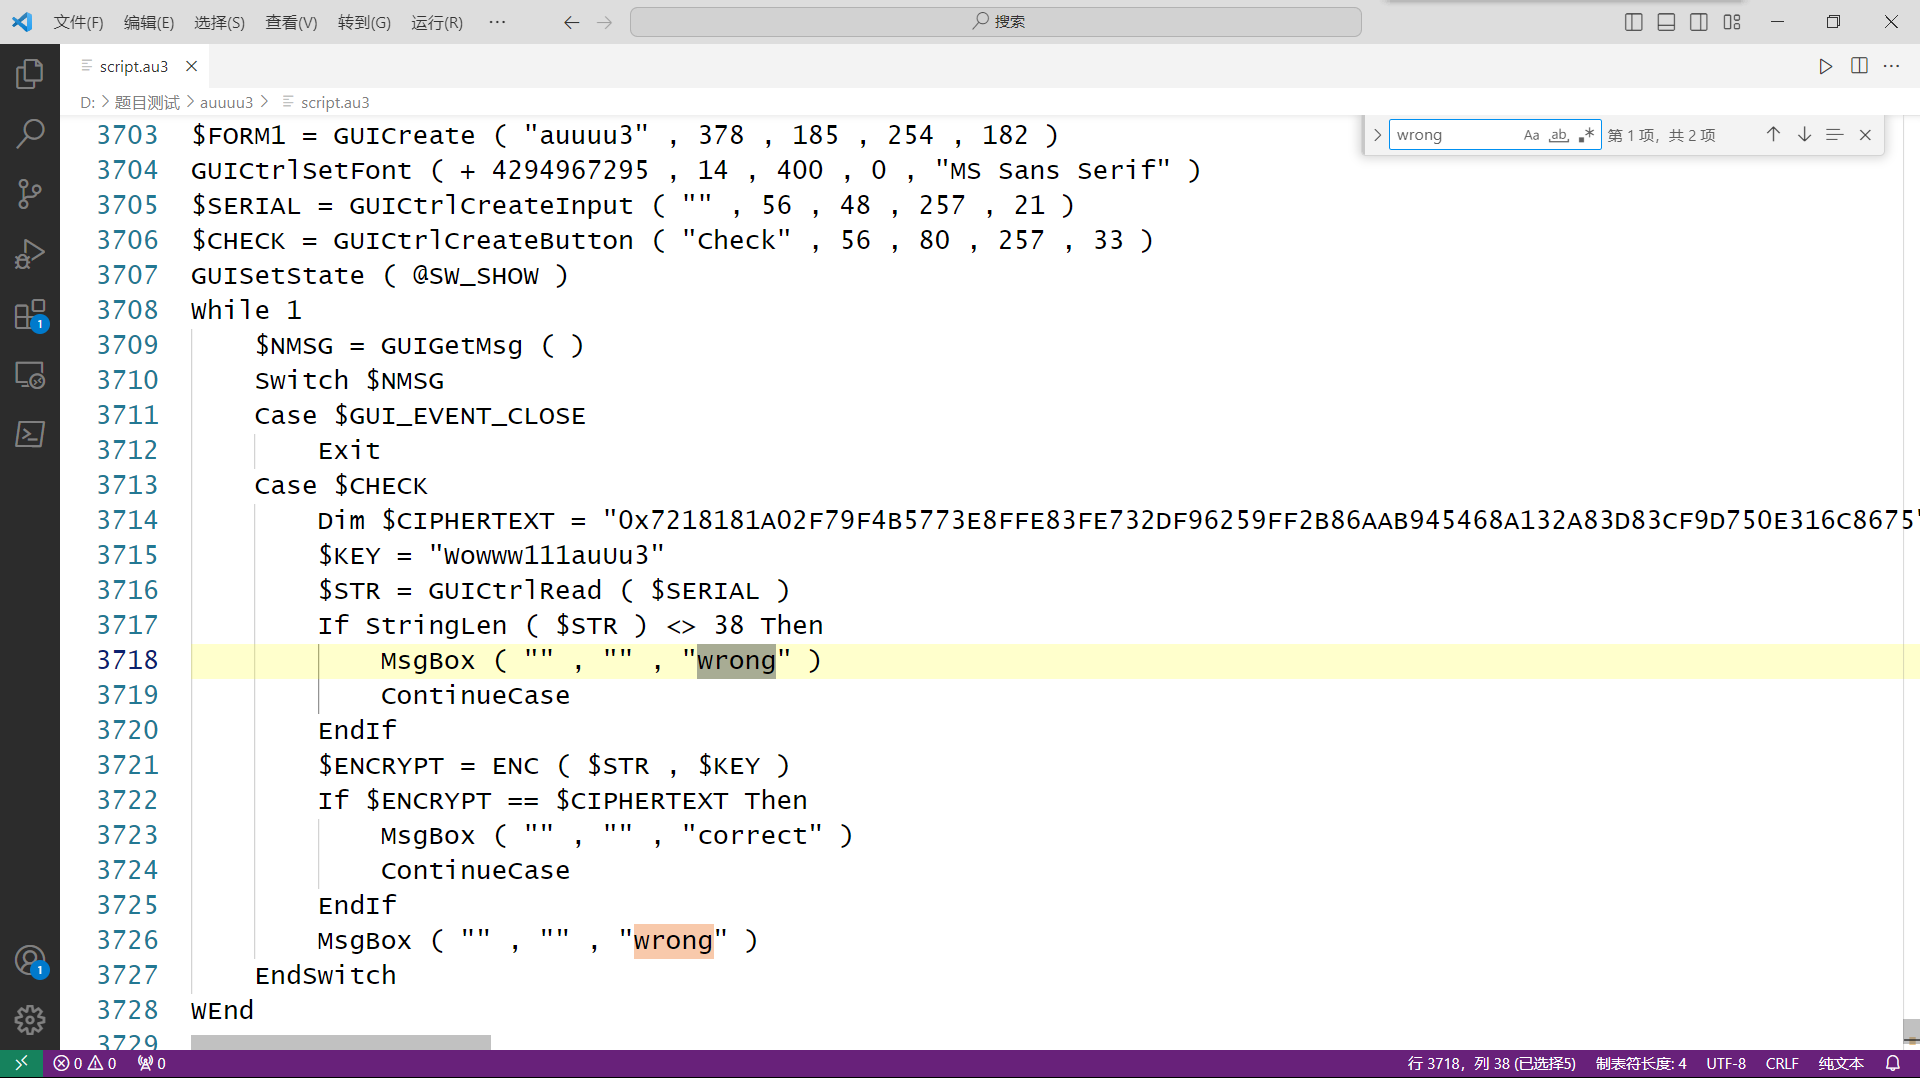 文件(F) 编辑(E) 选择(S) 查看(V) 转到(G) 运行(R) ··· 搜索
script.au3
D: > 题目测试 > auuuu3 > script.au3
wrong Aa ab 第 1 项, 共 2 项
3703 $FORM1 = GUICreate ( "auuuu3" , 378 , 185 , 254 , 182 )
3704 GUICtrlSetFont ( + 4294967295 , 14 , 400 , 0 , "MS Sans Serif" )
3705 $SERIAL = GUICtrlCreateInput ( "" , 56 , 48 , 257 , 21 )
3706 $CHECK = GUICtrlCreateButton ( "Check" , 56 , 80 , 257 , 33 )
3707 GUISetState ( @SW_SHOW )
3708 While 1
3709 $NMSG = GUIGetMsg ( )
3710 Switch $NMSG
3711 Case $GUI_EVENT_CLOSE
3712 Exit
3713 Case $CHECK
3714 Dim $CIPHERTEXT = "0x7218181A02F79F4B5773E8FFE83FE732DF96259FF2B86AAB945468A132A83D83CF9D750E316C8675"
3715 $KEY = "Wowww111auUu3"
3716 $STR = GUICtrlRead ( $SERIAL )
3717 If StringLen ( $STR ) <> 38 Then
3718 MsgBox ( "" , "" , "wrong" )
3719 ContinueCase
3720 EndIf
3721 $ENCRYPT = ENC ( $STR , $KEY )
3722 If $ENCRYPT == $CIPHERTEXT Then
3723 MsgBox ( "" , "" , "correct" )
3724 ContinueCase
3725 EndIf
3726 MsgBox ( "" , "" , "wrong" )
3727 EndSwitch
3728 WEnd
3729
1
1
0 0 0 行 3718, 列 38 (已选择5) 制表符长度: 4 UTF-8 CRLF 纯文本